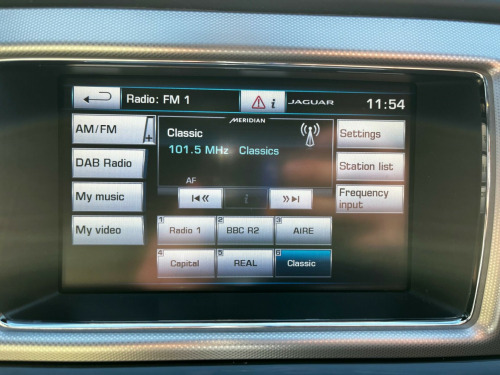 Radio: FM 1
i
JAGUAR
11:54
AM/FM
MERIDIAN
Classic
101.5 MHz Classics
AF
Settings
DAB Radio
Station list
My music
i
Frequency
input
My video
1 Radio 1
2 BBC R2
3 AIRE
4 Capital
5 REAL
6 Classic